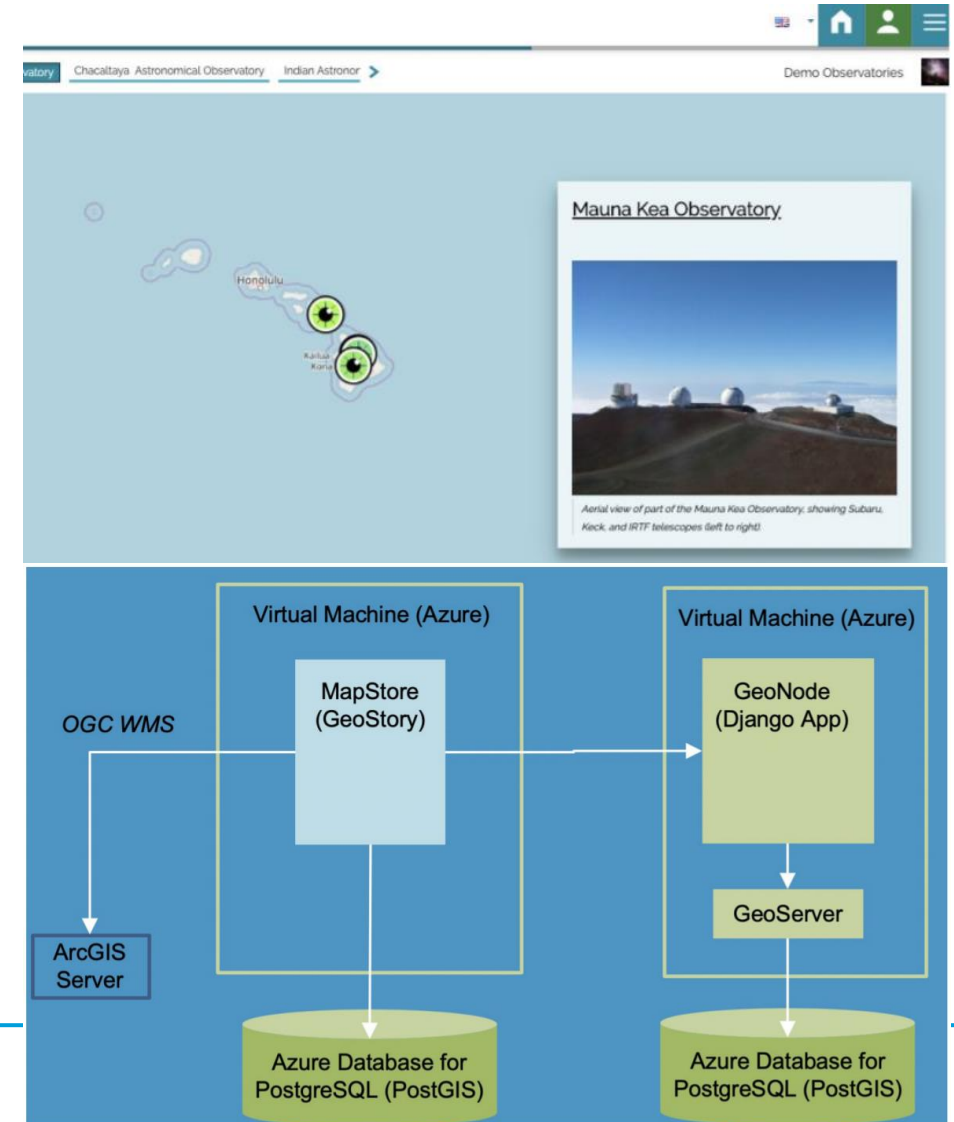 vatory Chacaltaya Astronomical Observatory Indian Astronor
Demo Observatories
Mauna Kea Observatory
Honolulu
Kailua
Kona
Aerial view of part of the Mauna Kea Observatory, showing Subaru,
Keck, and IRTF telescopes (left to right)
Virtual Machine (Azure)
Virtual Machine (Azure)
MapStore
(GeoStory)
GeoNode
(Django App)
OGC WMS
GeoServer
ArcGIS
Server
Azure Database for
PostgreSQL (PostGIS)
Azure Database for
PostgreSQL (PostGIS)